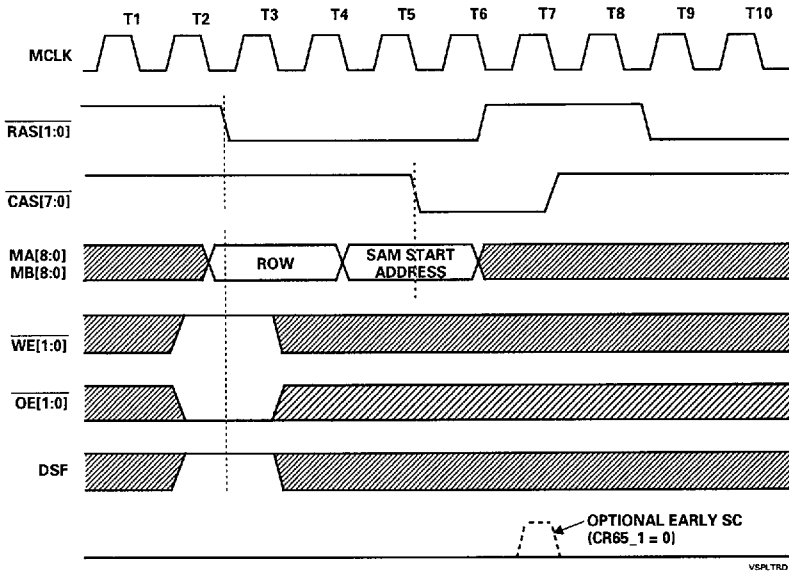 T1 T2 T3 T4 T5 T6 T7 T8 T9 T10
MCLK
RAS[1:0]
CAS[7:0]
MA[8:0]
MB[8:0]
ROW
SAM START
ADDRESS
WE[1:0]
OE[1:0]
DSF
OPTIONAL EARLY SC
(CR65_1 = 0)
VSPLTRD